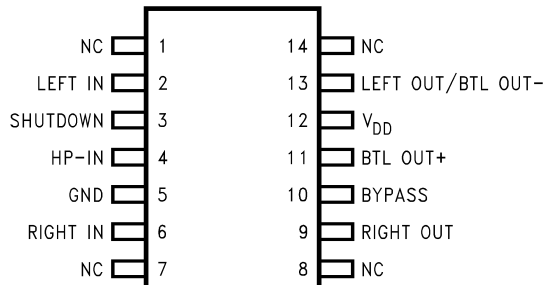 NC 1 14 NC
LEFT IN 2 13 LEFT OUT/BTL OUT-
SHUTDOWN 3 12 VDD
HP-IN 4 11 BTL OUT+
GND 5 10 BYPASS
RIGHT IN 6 9 RIGHT OUT
NC 7 8 NC